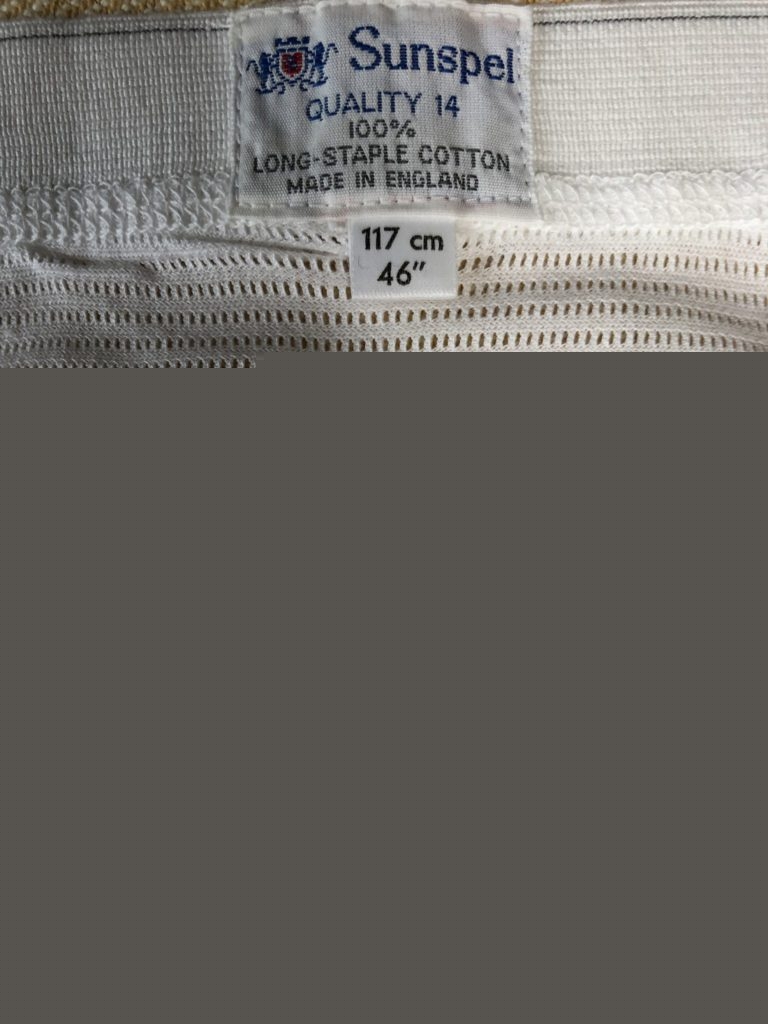 Sunspel
QUALITY 14
100%
LONG-STAPLE COTTON
MADE IN ENGLAND
117 cm
46"